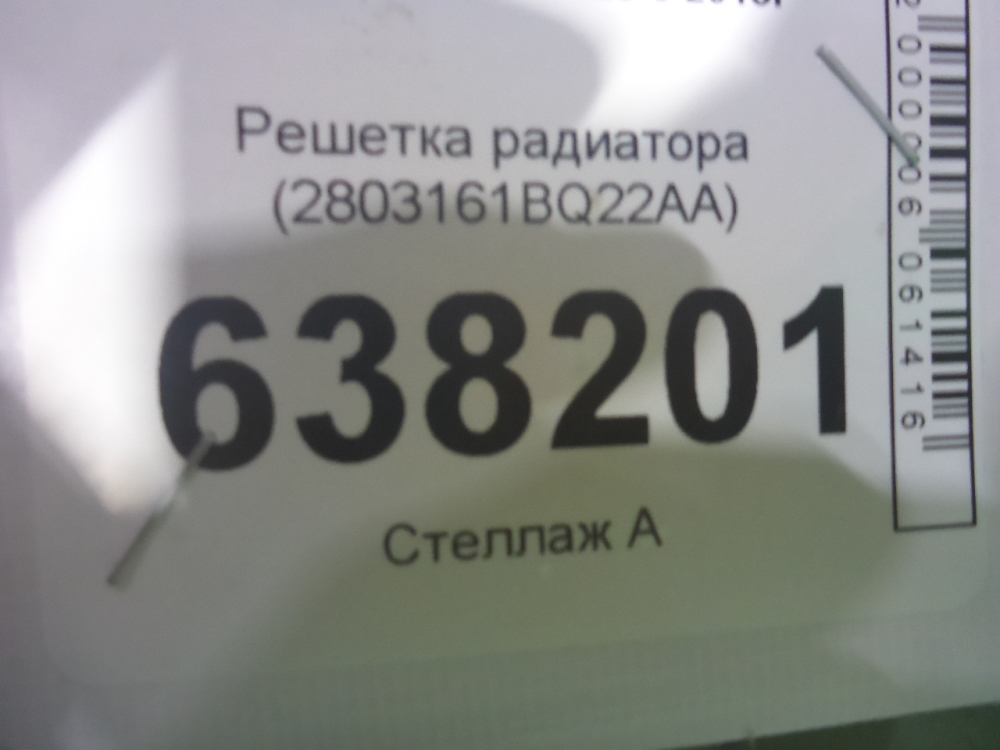 Решетка радиатора
(2803161BQ22AA)
638201
Стеллаж А
2000006061416